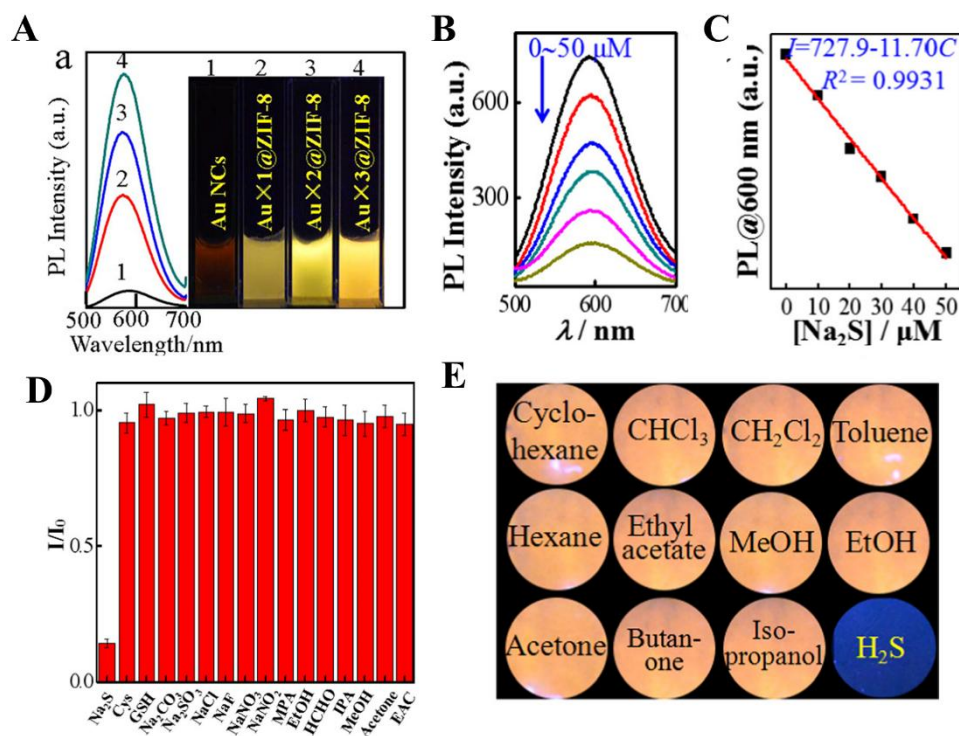 A
a
4
3
2
1
PL Intensity (a.u.)
500
600
700
Wavelength/nm
1
2
3
4
Au NCs
Au×1@ZIF-8
Au×2@ZIF-8
Au×3@ZIF-8
B
0~50 μM
PL Intensity (a.u.)
600
300
500
600
700
λ / nm
C
I=727.9-11.70C
R² = 0.9931
PL@600 nm (a.u.)
0
10
20
30
40
50
[Na₂S] / μM
D
I/I₀
1.0
0.5
0.0
Na₂S
Cys
GSH
Na₂CO₃
Na₂SO₃
NaCl
NaF
NaNO₃
NaNO₂
MPA
EtOH
HCHO
IPA
MeOH
Acetone
EAC
E
Cyclo-
hexane
CHCl₃
CH₂Cl₂
Toluene
Hexane
Ethyl
acetate
MeOH
EtOH
Acetone
Butan-
one
Iso-
propanol
H₂S